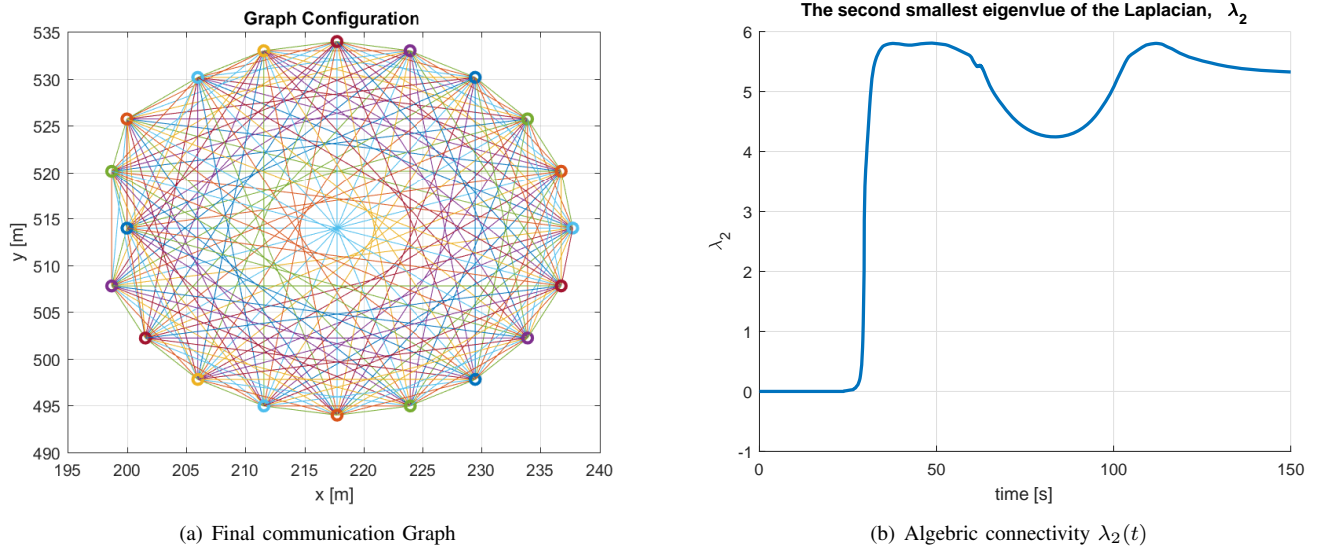 Graph Configuration
535
530
525
520
515
510
505
500
495
490
y [m]
195 200 205 210 215 220 225 230 235 240
x [m]
(a) Final communication Graph
The second smallest eigenvlue of the Laplacian, λ₂
6
5
4
3
2
1
0
-1
λ₂
0 50 100 150
time [s]
(b) Algebric connectivity λ₂(t)